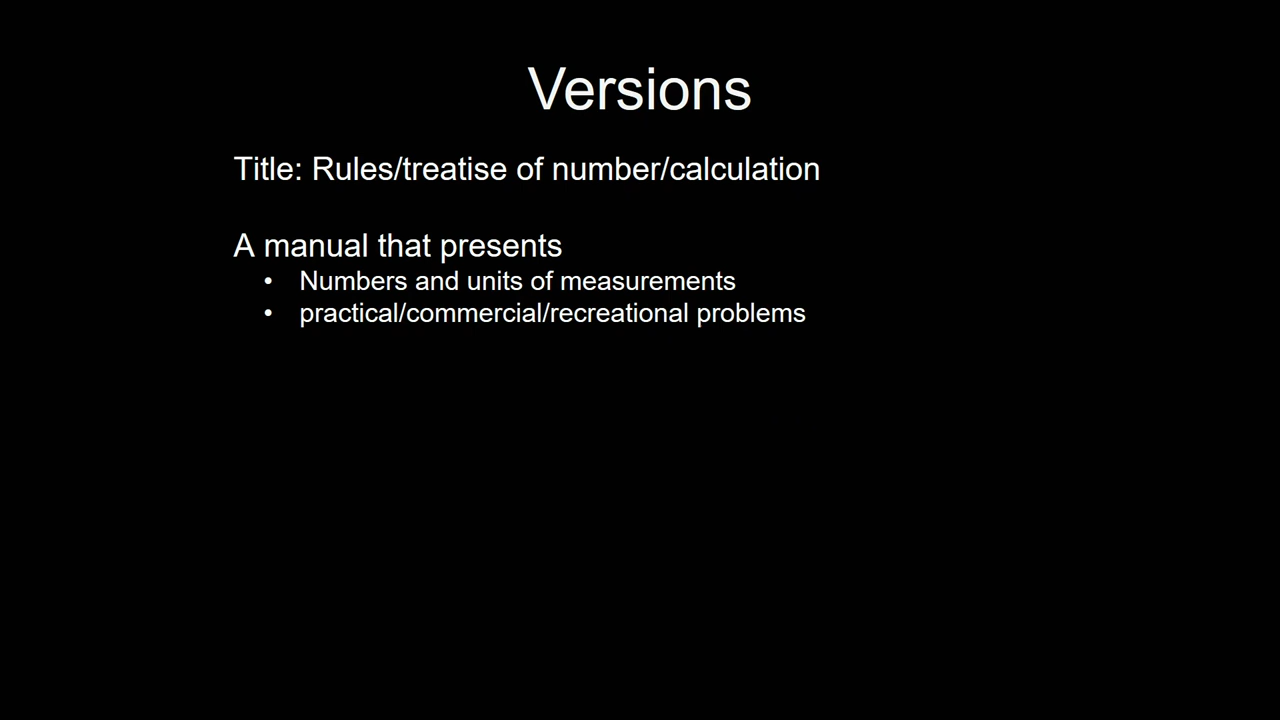 Versions
Title: Rules/treatise of number/calculation
A manual that presents
• Numbers and units of measurements
• practical/commercial/recreational problems